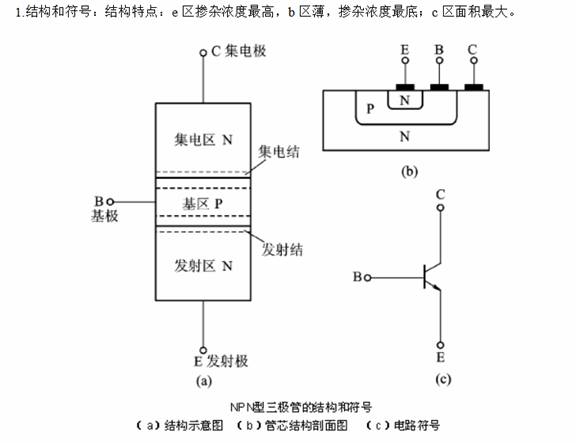 1.结构和符号：结构特点：e区掺杂浓度最高，b区薄，掺杂浓度最底；c区面积最大。
C 集电极
集电区 N
集电结
B
基极
基区 P
发射结
发射区 N
E 发射极
(a)
E B C
N
P
N
(b)
C
B
E
(c)
NPN型三极管的结构和符号
（a）结构示意图 （b）管芯结构剖面图 （c）电路符号